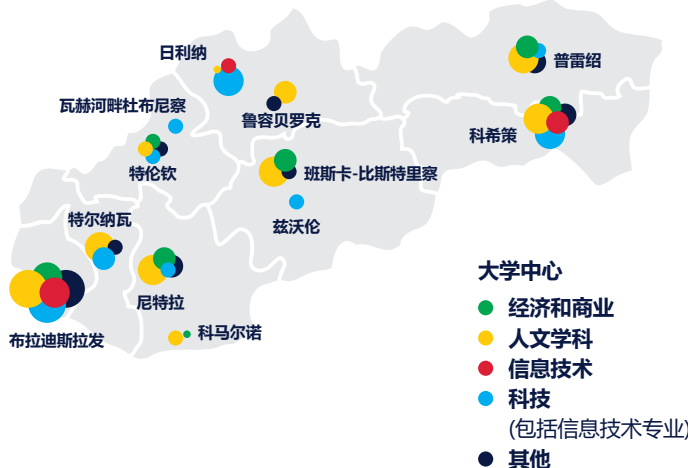 日利纳
普雷绍
瓦赫河畔杜布尼察
鲁容贝罗克
科希策
特伦钦
班斯卡-比斯特里察
特尔纳瓦
兹沃伦
尼特拉
布拉迪斯拉发
科马尔诺
大学中心
经济和商业
人文学科
信息技术
科技
(包括信息技术专业)
其他